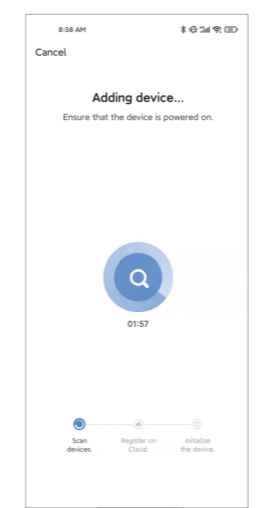 8:58 AM
Cancel
Adding device...
Ensure that the device is powered on.
01:57
Scan devices.
Register on Cloud.
Initialize the device.